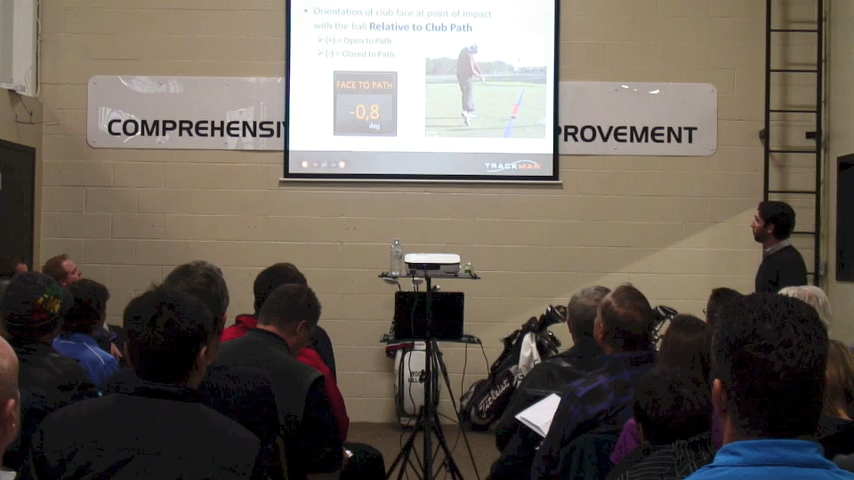 • Orientation of club face at point of impact
with the ball Relative to Club Path
➢ (+) = Open to Path
➢ (-) = Closed to Path
FACE TO PATH
-0,8
deg
TRACKMAN
COMPREHENSIV
PROVEMENT
Titleist